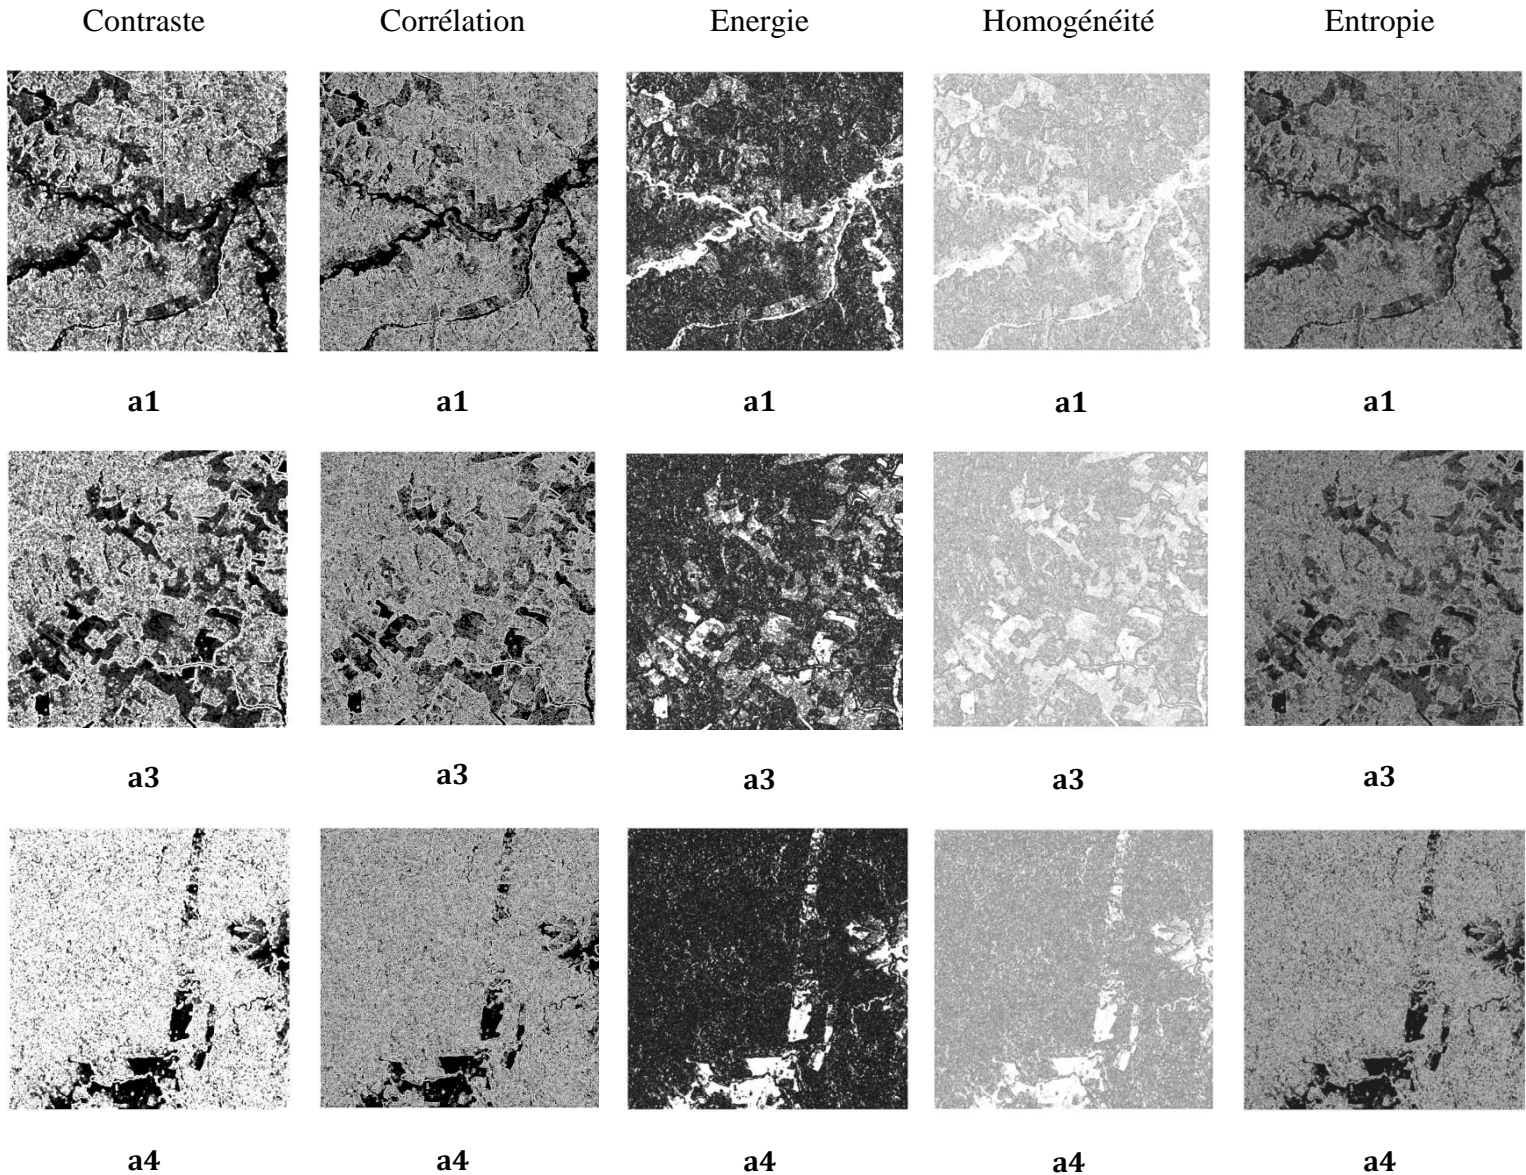 Contraste Corrélation Energie Homogénéité Entropie
a1 a1 a1 a1 a1
a3 a3 a3 a3 a3
a4 a4 a4 a4 a4